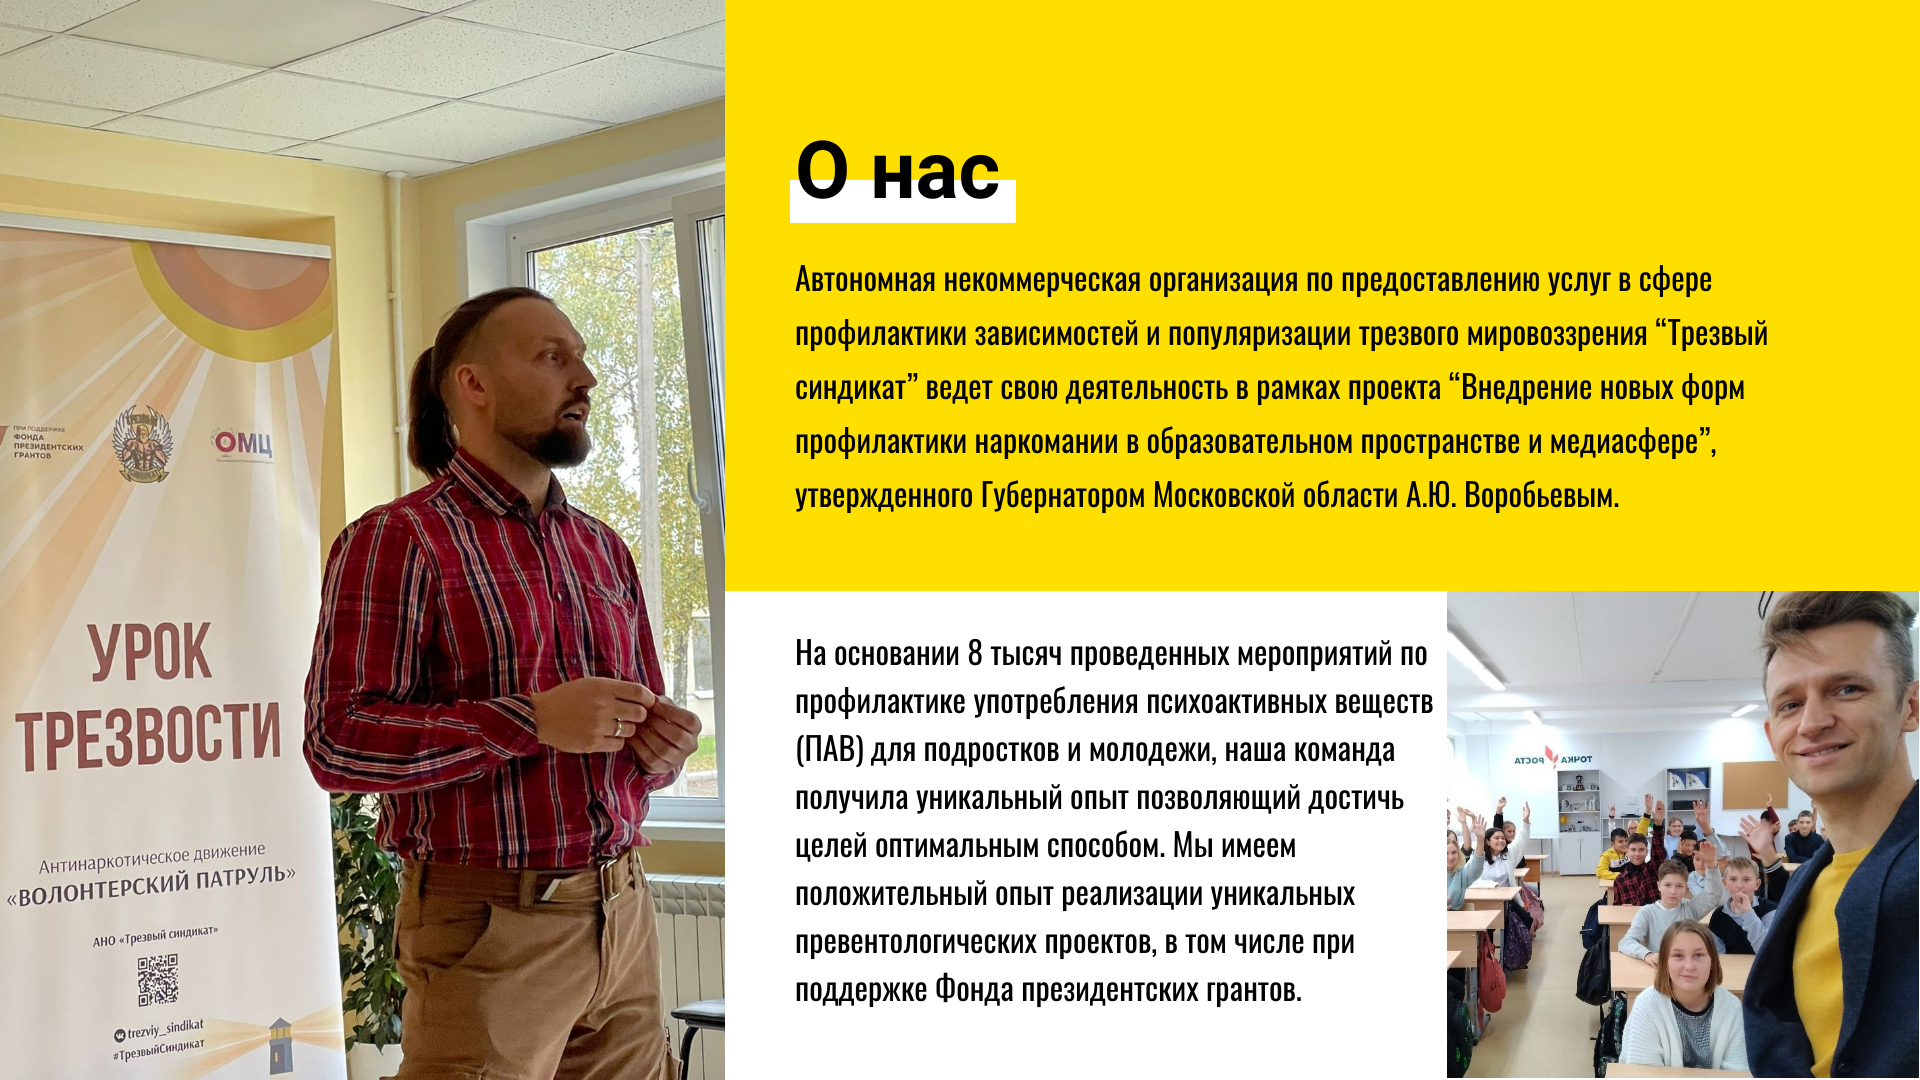 О нас
Автономная некоммерческая организация по предоставлению услуг в сфере
профилактики зависимостей и популяризации трезвого мировоззрения “Трезвый
синдикат” ведет свою деятельность в рамках проекта “Внедрение новых форм
профилактики наркомании в образовательном пространстве и медиасфере”,
утвержденного Губернатором Московской области А.Ю. Воробьевым.
На основании 8 тысяч проведенных мероприятий по
профилактике употребления психоактивных веществ
(ПАВ) для подростков и молодежи, наша команда
получила уникальный опыт позволяющий достичь
целей оптимальным способом. Мы имеем
положительный опыт реализации уникальных
превентологических проектов, в том числе при
поддержке Фонда президентских грантов.
ПРИ ПОДДЕРЖКЕ
ФОНДА
ПРЕЗИДЕНТСКИХ
ГРАНТОВ
ОМЦ
УРОК
ТРЕЗВОСТИ
Антинаркотическое движение
«ВОЛОНТЕРСКИЙ ПАТРУЛЬ»
АНО «Трезвый синдикат»
trezviy_sindikat
#ТрезвыйСиндикат
ТОЧКА РОСТА